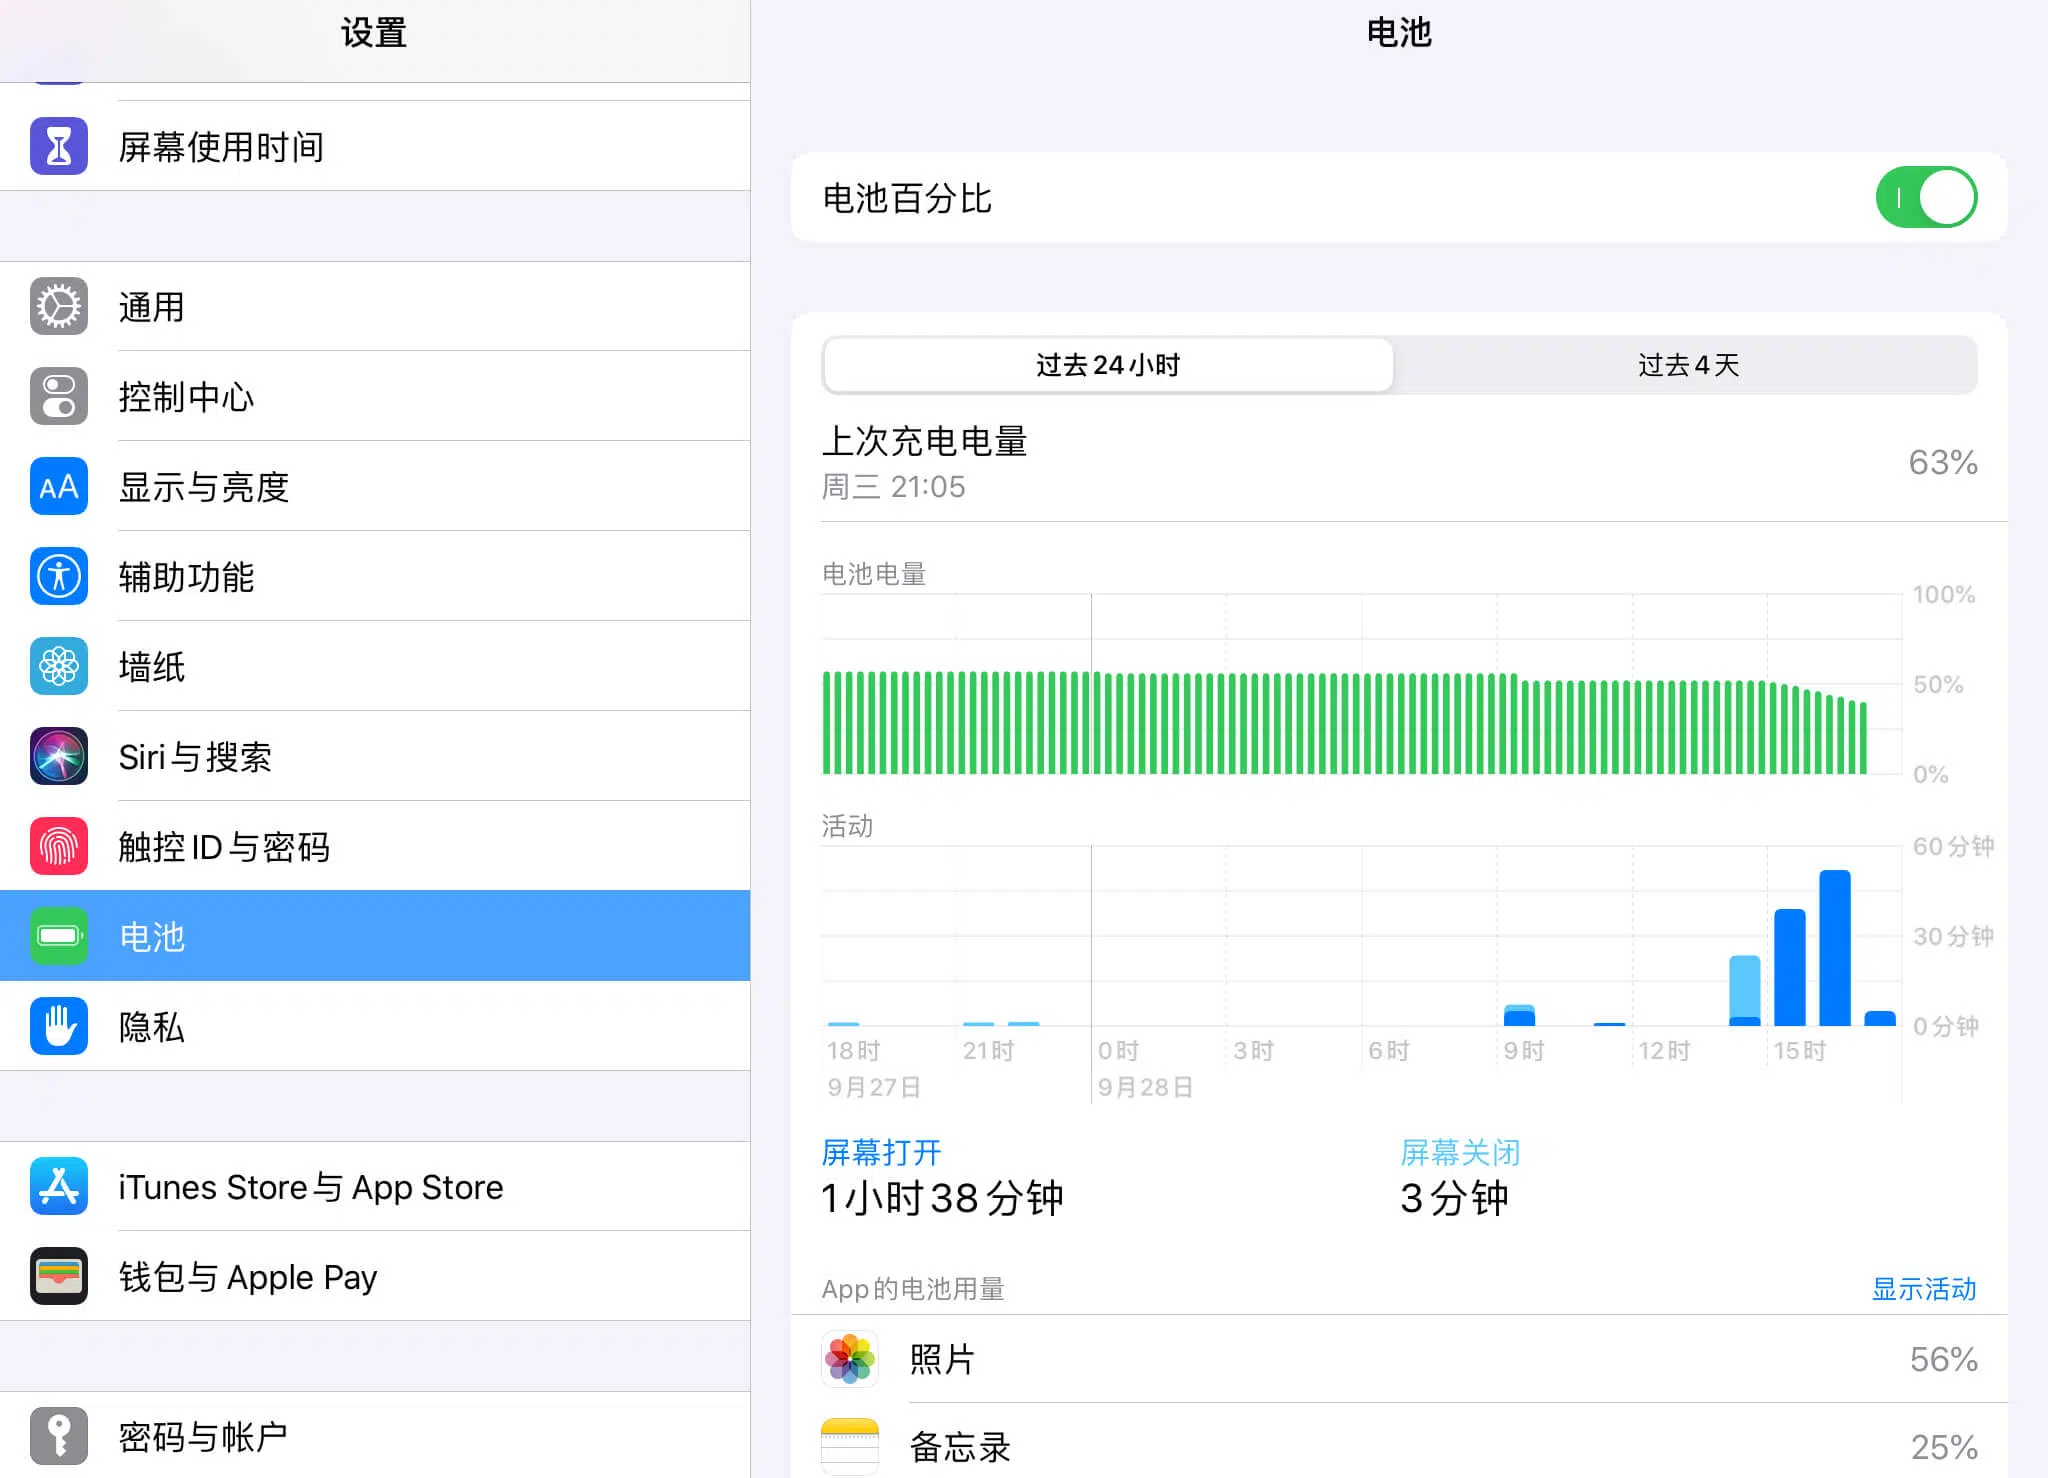 设置
屏幕使用时间
通用
控制中心
显示与亮度
辅助功能
墙纸
Siri与搜索
触控ID与密码
电池
隐私
iTunes Store与App Store
钱包与Apple Pay
密码与帐户
电池
电池百分比
过去24小时
过去4天
上次充电电量
周三 21:05
63%
电池电量
100%
50%
0%
活动
60分钟
30分钟
0分钟
18时 21时 0时 3时 6时 9时 12时 15时
9月27日 9月28日
屏幕打开
1小时38分钟
屏幕关闭
3分钟
App的电池用量
显示活动
照片
56%
备忘录
25%